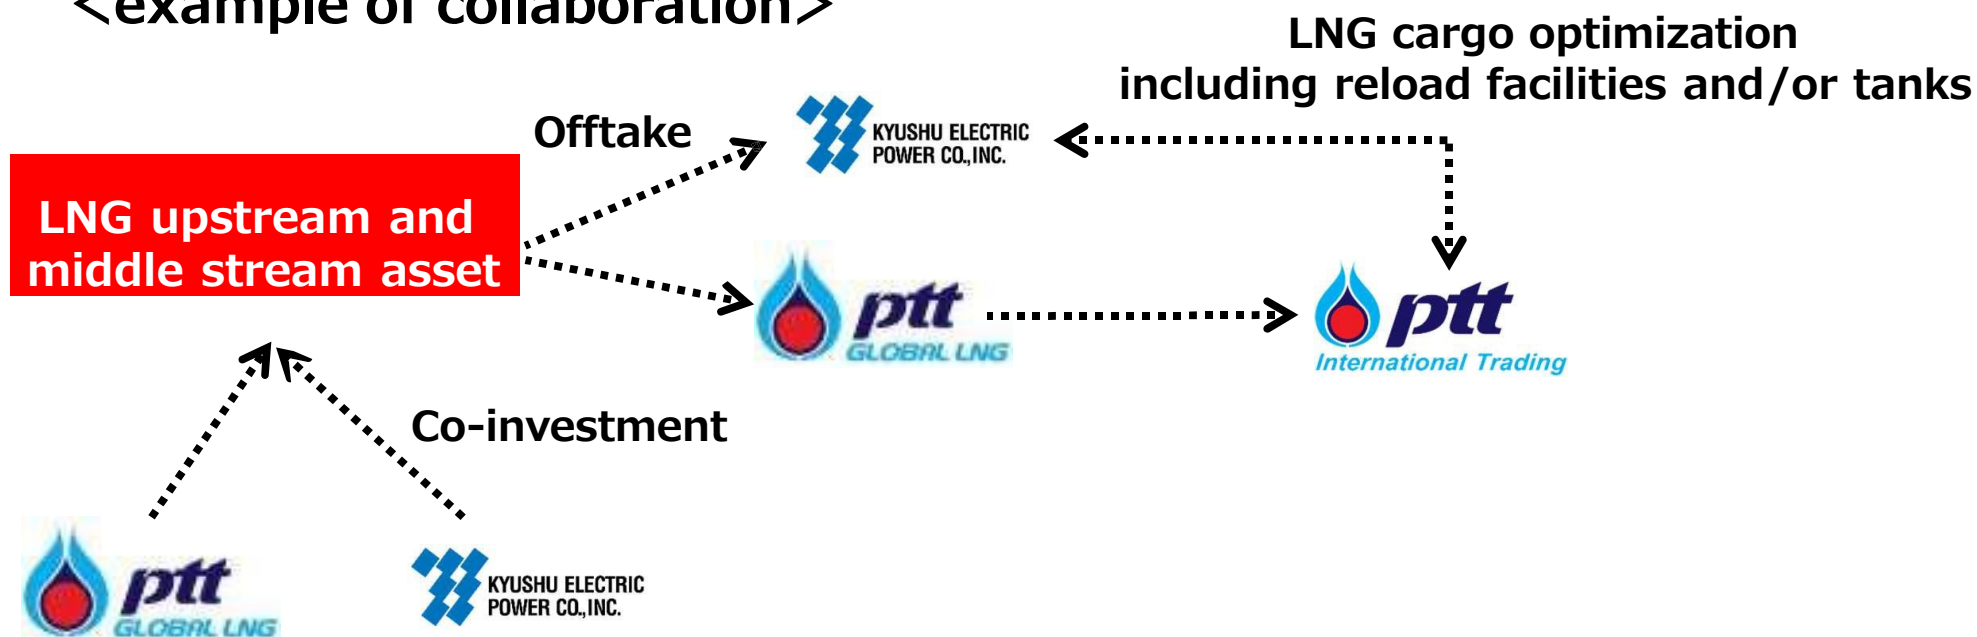 <example of collaboration>
LNG cargo optimization
including reload facilities and/or tanks
Offtake
KYUSHU ELECTRIC
POWER CO.,INC.
LNG upstream and
middle stream asset
ptt
GLOBAL LNG
ptt
International Trading
Co-investment
ptt
GLOBAL LNG
KYUSHU ELECTRIC
POWER CO.,INC.